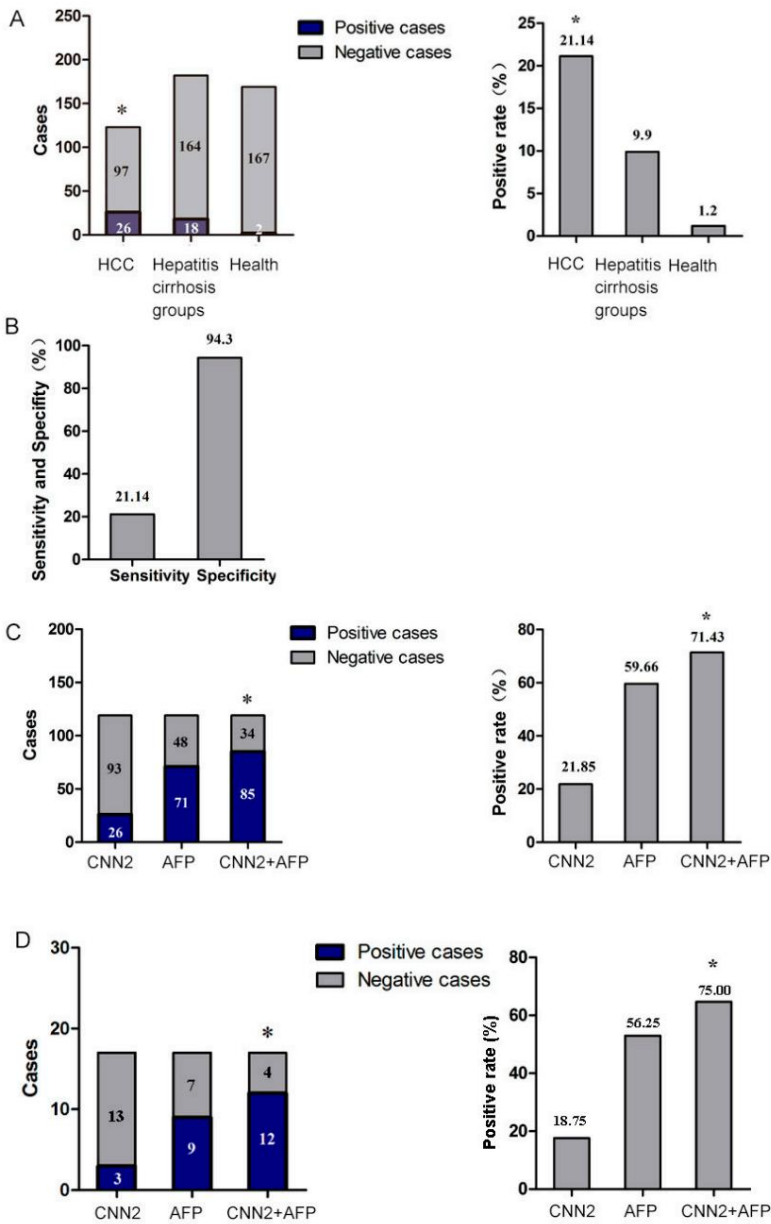 A
Positive cases
Negative cases
Cases
250
200
150
100
50
0
*
97
26
164
18
167
2
HCC
Hepatitis
cirrhosis
groups
Health
Positive rate (%)
25
20
15
10
5
0
*
21.14
9.9
1.2
HCC
Hepatitis
cirrhosis
groups
Health
B
Sensitivity and Specifity (%)
100
80
60
40
20
0
21.14
94.3
Sensitivity
Specificity
C
Positive cases
Negative cases
Cases
200
150
100
50
0
93
26
48
71
*
34
85
CNN2
AFP
CNN2+AFP
Positive rate (%)
80
60
40
20
0
21.85
59.66
*
71.43
CNN2
AFP
CNN2+AFP
D
Positive cases
Negative cases
Cases
30
20
10
0
13
3
7
9
*
4
12
CNN2
AFP
CNN2+AFP
Positive rate (%)
80
60
40
20
0
18.75
56.25
*
75.00
CNN2
AFP
CNN2+AFP